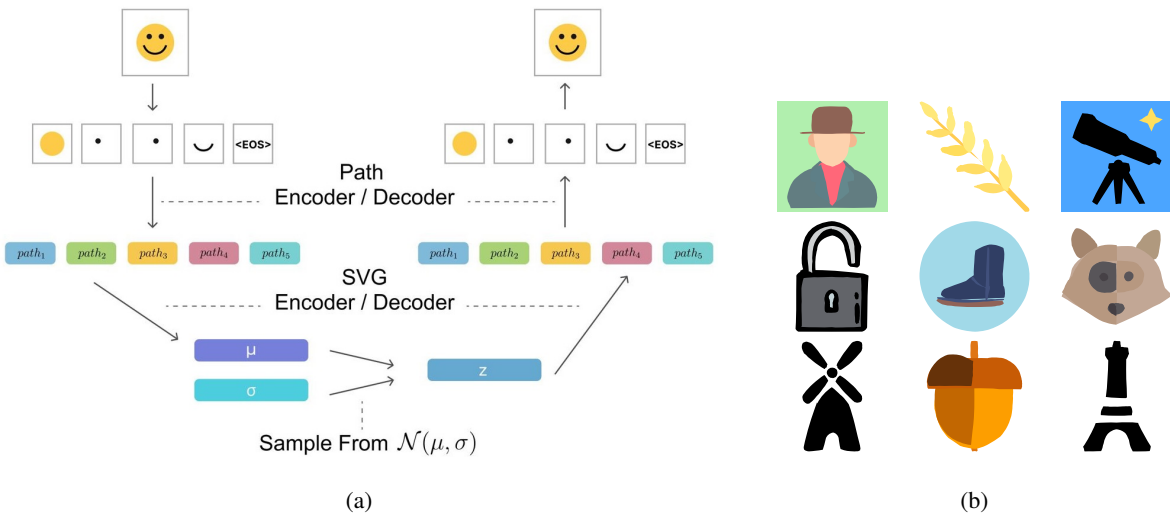 <EOS>
<EOS>
Path
Encoder / Decoder
path₁ path₂ path₃ path₄ path₅
path₁ path₂ path₃ path₄ path₅
SVG
Encoder / Decoder
μ
σ
z
Sample From 𝒩(μ, σ)
(a)
(b)